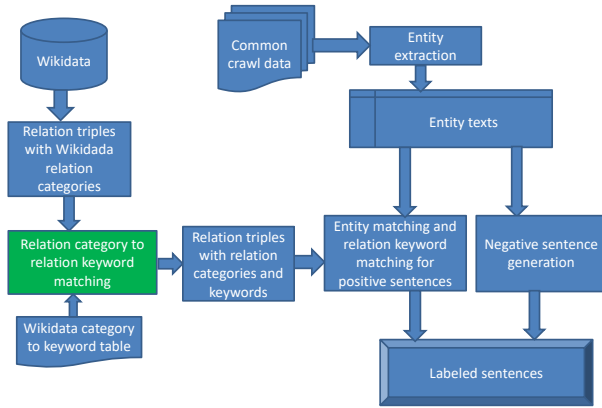 Wikidata
Common
crawl data
Entity
extraction
Entity texts
Relation triples
with Wikidada
relation
categories
Relation category to
relation keyword
matching
Relation triples
with relation
categories and
keywords
Entity matching and
relation keyword
matching for
positive sentences
Negative sentence
generation
Wikidata category
to keyword table
Labeled sentences